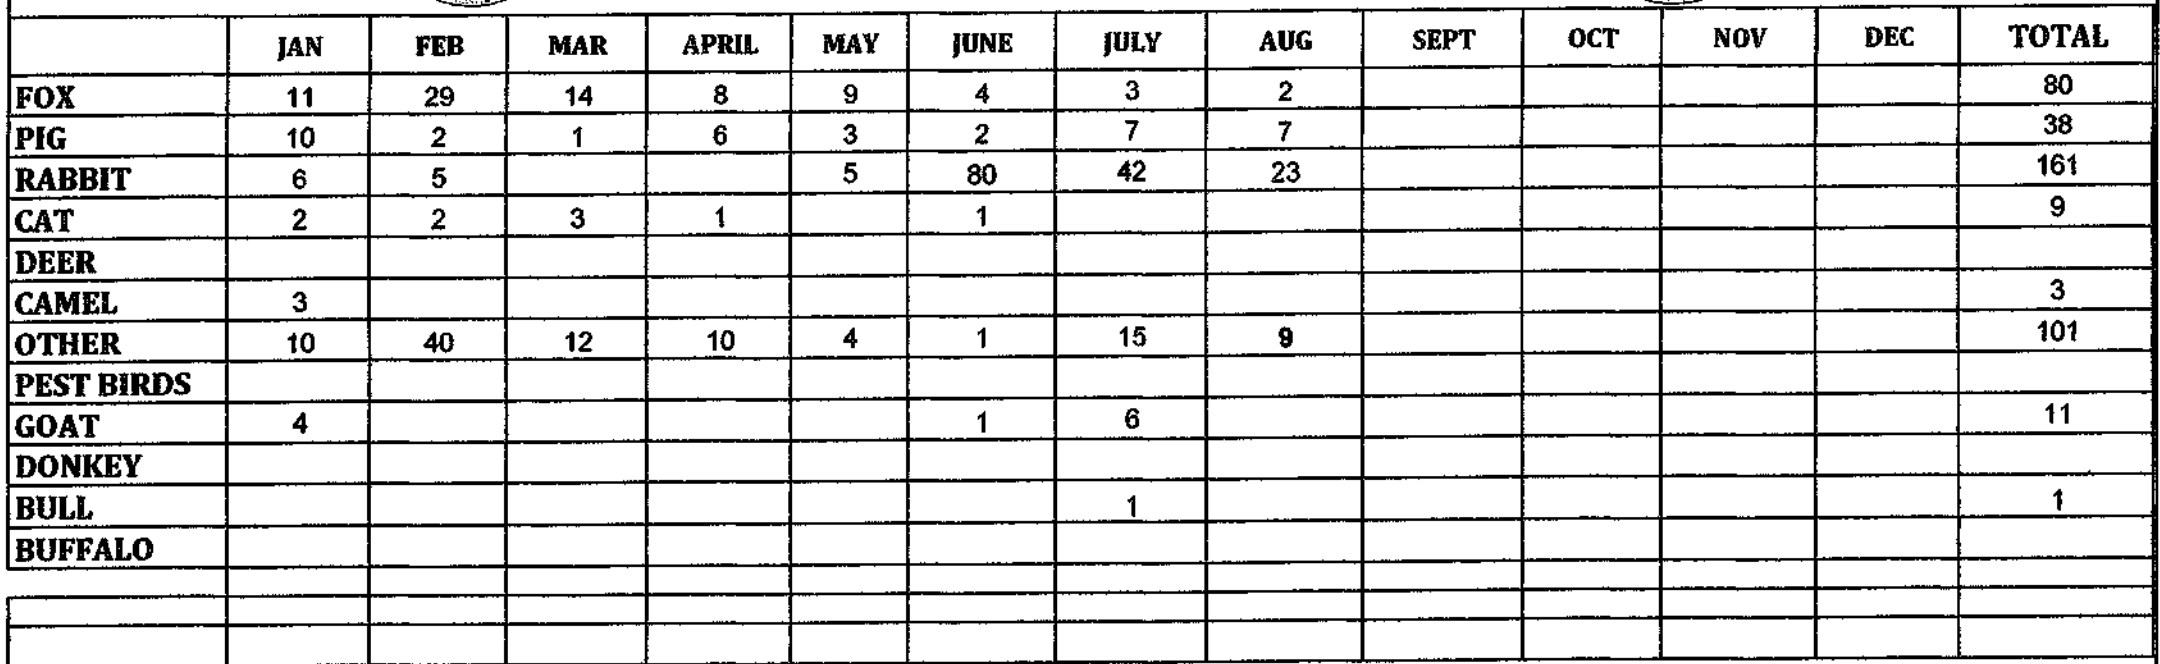 JAN FEB MAR APRIL MAY JUNE JULY AUG SEPT OCT NOV DEC TOTAL
FOX 11 29 14 8 9 4 3 2 80
PIG 10 2 1 6 3 2 7 7 38
RABBIT 6 5 5 80 42 23 161
CAT 2 2 3 1 1 9
DEER
CAMEL 3 3
OTHER 10 40 12 10 4 1 15 9 101
PEST BIRDS
GOAT 4 1 6 11
DONKEY
BULL 1 1
BUFFALO